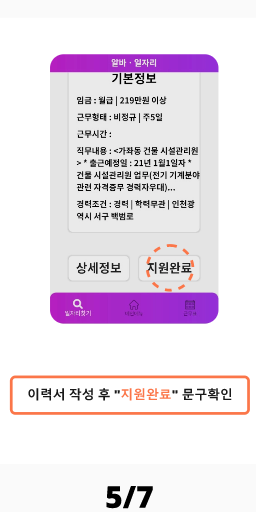 알바 · 일자리
기본정보
임금 : 월급 | 219만원 이상
근무형태 : 비정규 | 주5일
근무시간 :
직무내용 : <가좌동 건물 시설관리원
> * 출근예정일 : 21년 1월1일자 *
건물 시설관리원 업무(전기 기계분야
관련 자격증무 경력자우대)...
경력조건 : 경력 | 학력무관 | 인천광
역시 서구 백범로
상세정보 지원완료
일자리찾기
이력서 작성 후 "지원완료" 문구확인
5/7